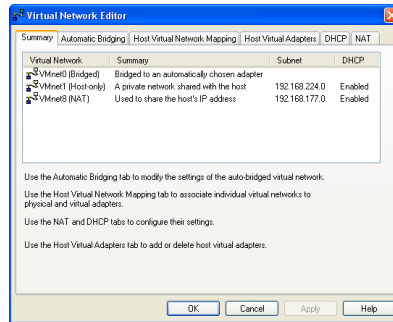 Virtual Network Editor
Summary Automatic Bridging Host Virtual Network Mapping Host Virtual Adapters DHCP NAT
Virtual Network Summary Subnet DHCP
VMnet0 (Bridged) Bridged to an automatically chosen adapter
VMnet1 (Host-only) A private network shared with the host 192.168.224.0 Enabled
VMnet8 (NAT) Used to share the host's IP address 192.168.177.0 Enabled
Use the Automatic Bridging tab to modify the settings of the auto-bridged virtual network.
Use the Host Virtual Network Mapping tab to associate individual virtual networks to
physical and virtual adapters.
Use the NAT and DHCP tabs to configure their settings.
Use the Host Virtual Adapters tab to add or delete host virtual adapters.
OK Cancel Apply Help